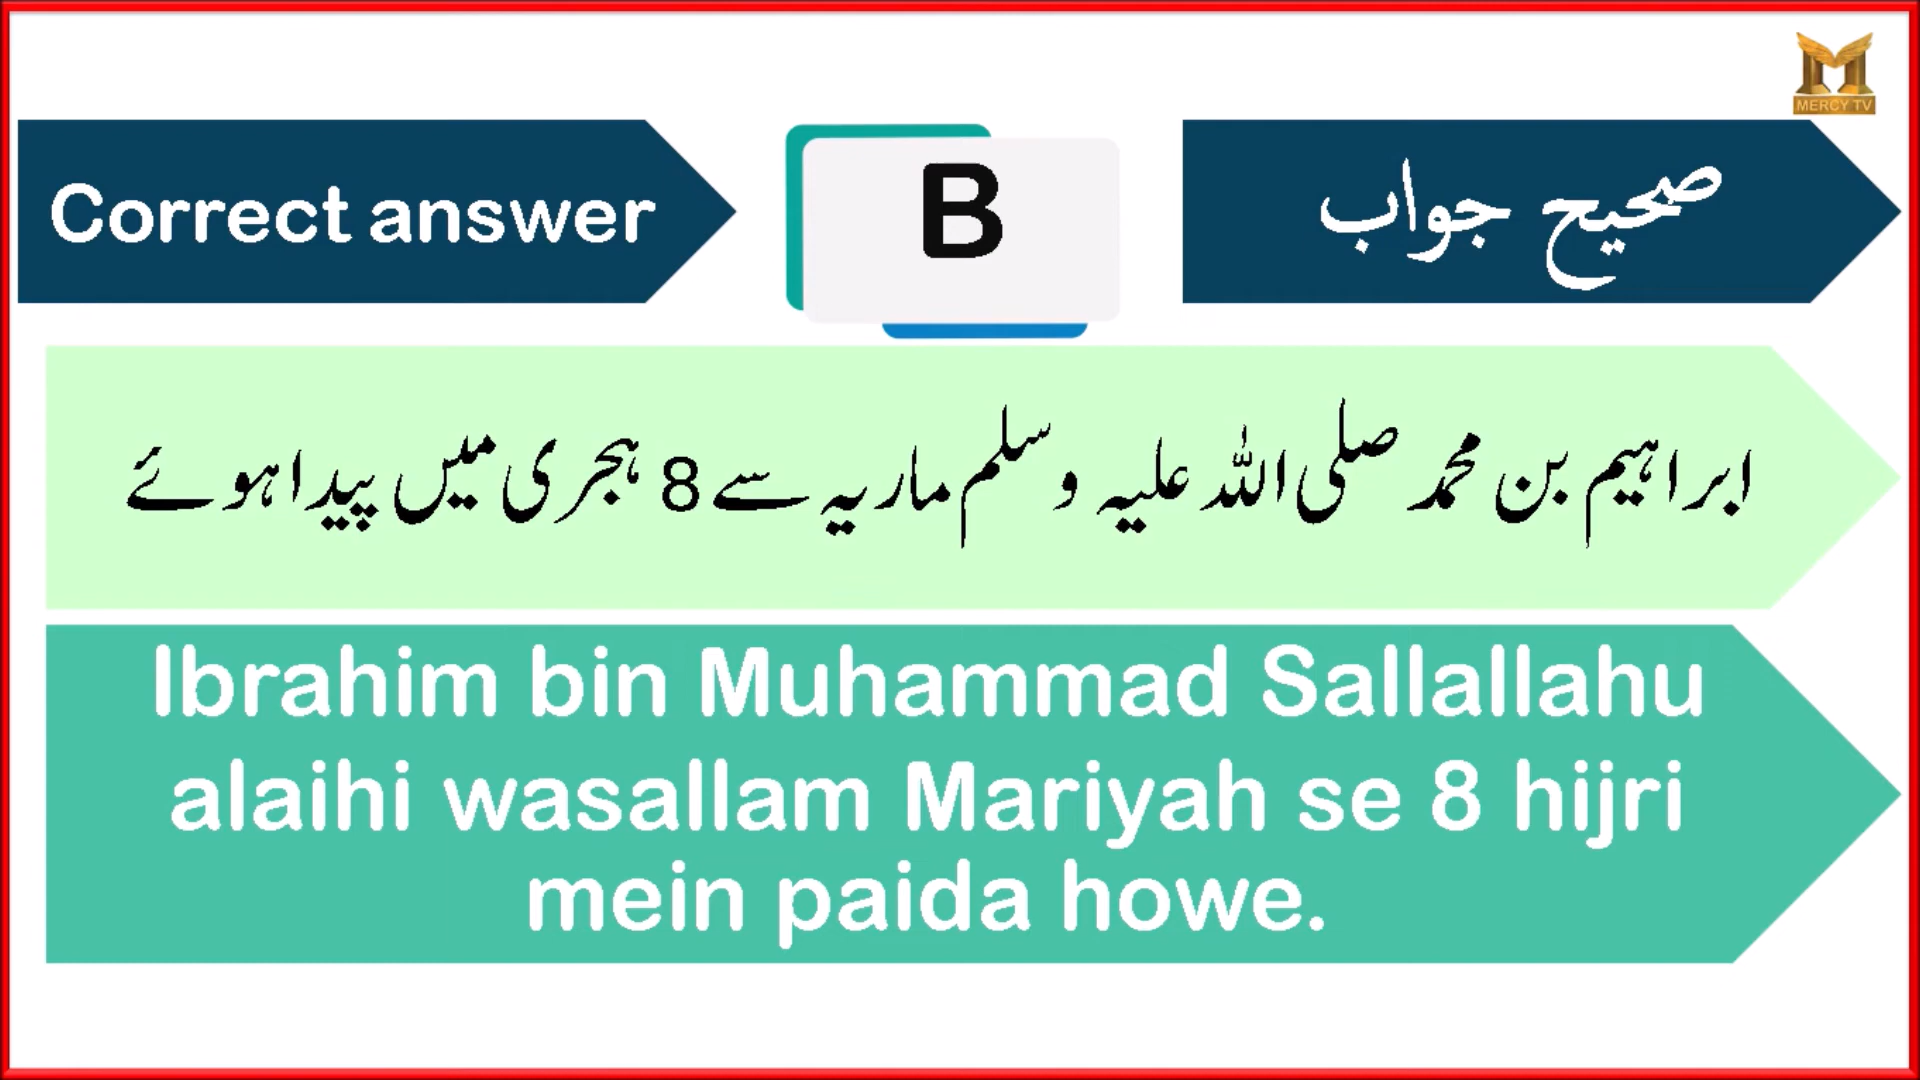 MERCY TV
Correct answer
B
صحیح جواب
ابراہیم بن محمد صلی اللہ علیہ وسلم ماریہ سے 8 ہجری میں پیدا ہوئے
Ibrahim bin Muhammad Sallallahu
alaihi wasallam Mariyah se 8 hijri
mein paida howe.